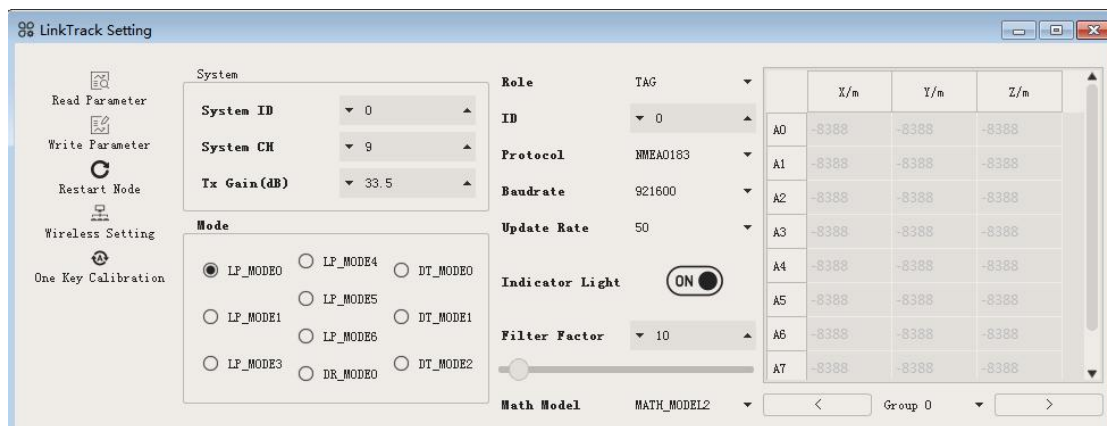 LinkTrack Setting
Read Parameter
Write Parameter
Restart Node
Wireless Setting
One Key Calibration
System
System ID 0
System CH 9
Tx Gain(dB) 33.5
Mode
LP_MODE0 LP_MODE4 DT_MODE0
LP_MODE5
LP_MODE1 DT_MODE1
LP_MODE6
LP_MODE3 DT_MODE2
DR_MODE0
Role TAG
ID 0
Protocol NMEA0183
Baudrate 921600
Update Rate 50
Indicator Light ON
Filter Factor 10
Math Model MATH_MODEL2
X/m Y/m Z/m
A0 -8388 -8388 -8388
A1 -8388 -8388 -8388
A2 -8388 -8388 -8388
A3 -8388 -8388 -8388
A4 -8388 -8388 -8388
A5 -8388 -8388 -8388
A6 -8388 -8388 -8388
A7 -8388 -8388 -8388
< Group 0 >